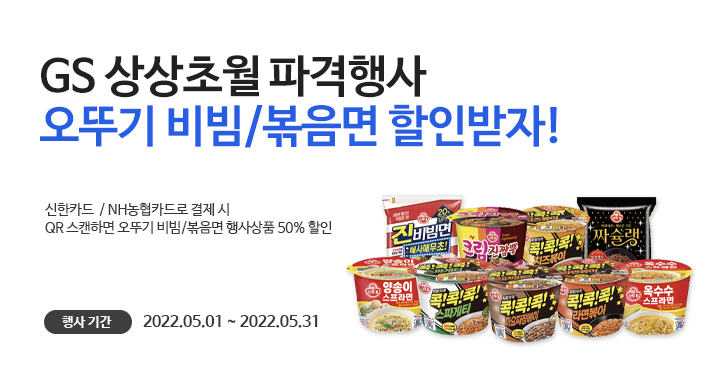 GS 상상초월 파격행사
오뚜기 비빔/볶음면 할인받자!
신한카드 / NH농협카드로 결제 시
QR 스캔하면 오뚜기 비빔/볶음면 행사상품 50% 할인
행사 기간
2022.05.01 ~ 2022.05.31
진비빔면
크림진짬뽕
콕!콕!콕!
치즈볶이
짜슐랭
양송이
스프라면
콕!콕!콕!
스파게티
콕!콕!콕!
콕!콕!콕!
라면볶이
옥수수
스프라면